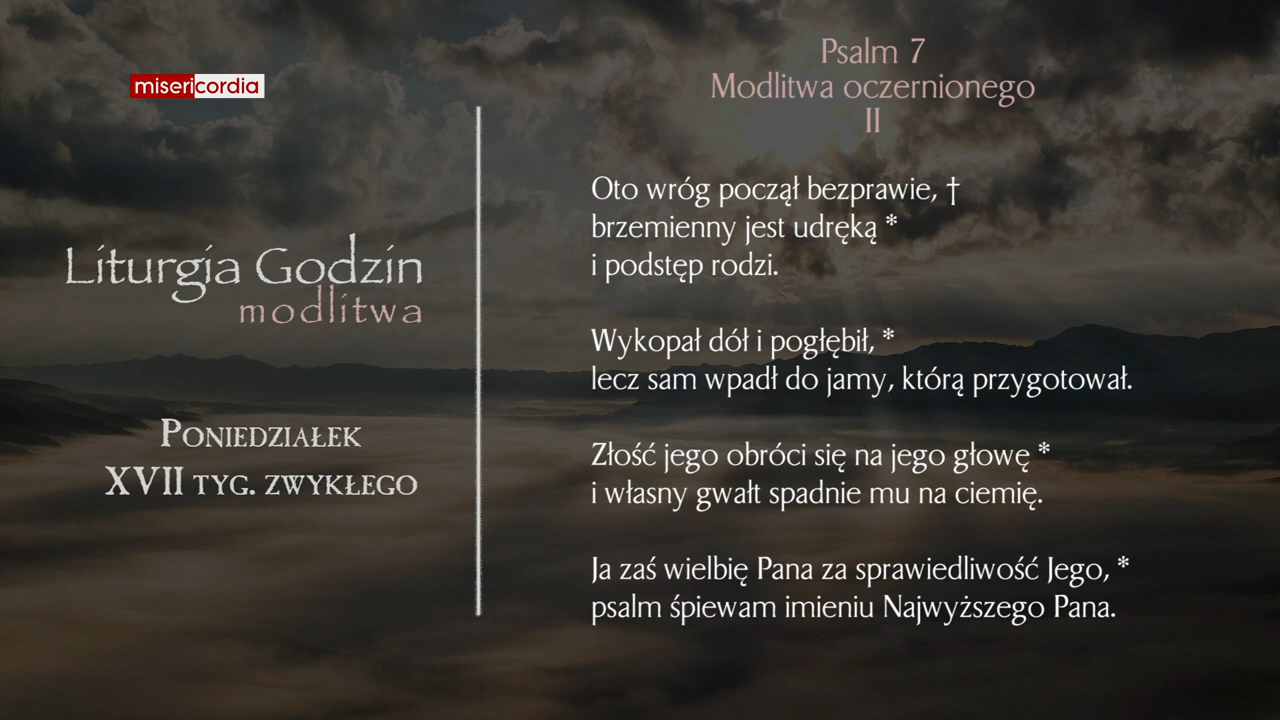 misericordia
Liturgia Godzin
modlitwa
Poniedziałek
XVII tyg. zwykłego
Psalm 7
Modlitwa oczernionego
II
Oto wróg począł bezprawie, †
brzemienny jest udręką *
i podstęp rodzi.
Wykopał dół i pogłębił, *
lecz sam wpadł do jamy, którą przygotował.
Złość jego obróci się na jego głowę *
i własny gwałt spadnie mu na ciemię.
Ja zaś wielbię Pana za sprawiedliwość Jego, *
psalm śpiewam imieniu Najwyższego Pana.